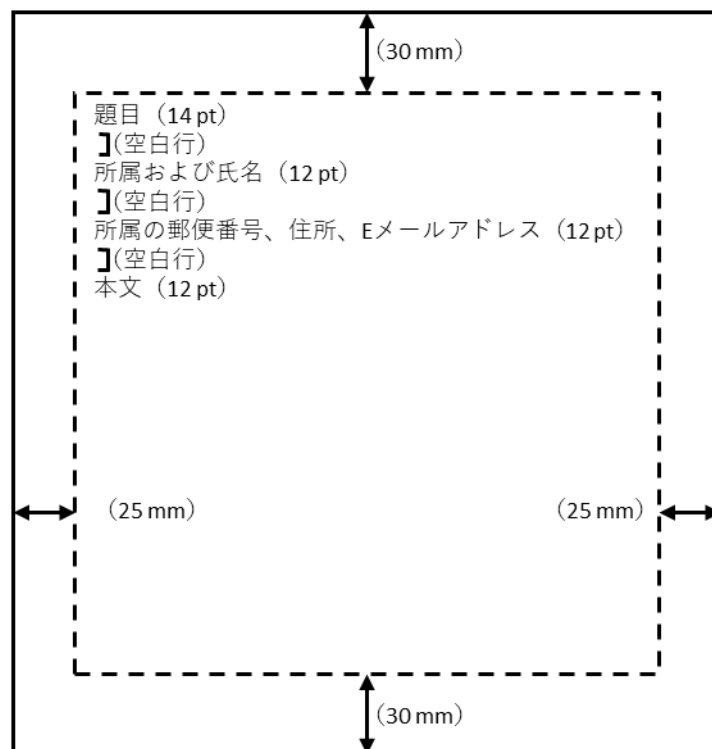 (30 mm)
題目（14 pt)
(空白行)
所属および氏名（12 pt)
(空白行)
所属の郵便番号、住所、Eメールアドレス（12 pt)
(空白行)
本文（12 pt)
(25 mm)
(25 mm)
(30 mm)